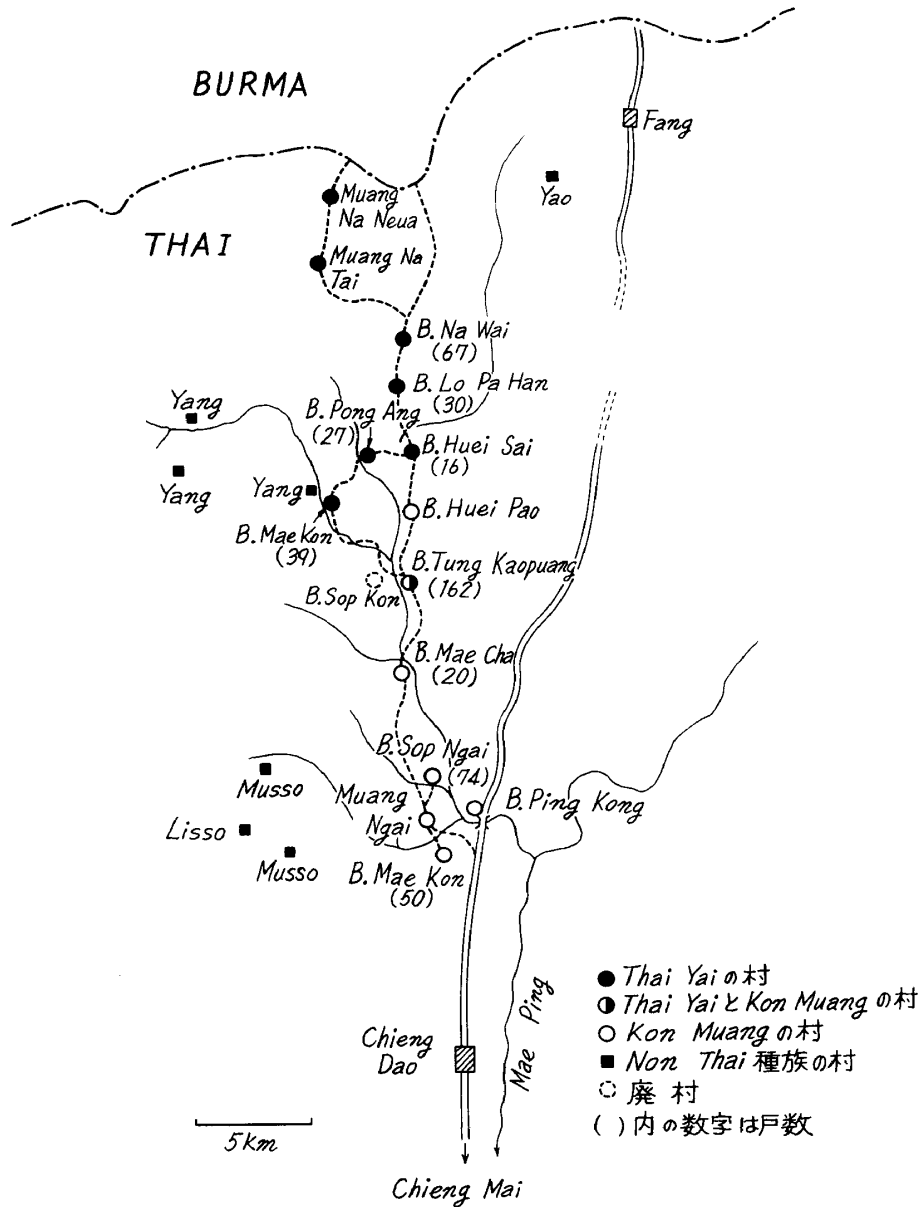 BURMA
Fang
Yao
THAI
Muang
Na Neua
Muang Na
Tai
B. Na Wai
(67)
B. Lo Pa Han
(30)
B. Pong Ang
(27)
B. Huei Sai
(16)
Yang
Yang
Yang
B. Huei Pao
B. Mae Kon
(39)
B. Tung Kaopuang
(162)
B. Sop Kon
B. Mae Cha
(20)
B. Sop Ngai
(74)
Muang
Ngai
B. Ping Kong
Musso
Lisso
Musso
B. Mae Kon
(50)
Chieng
Dao
Mae Ping
Thai Yaiの村
Thai YaiとKon Muangの村
Kon Muangの村
Non Thai種族の村
廃村
( )内の数字は戸数
5Km
Chieng Mai